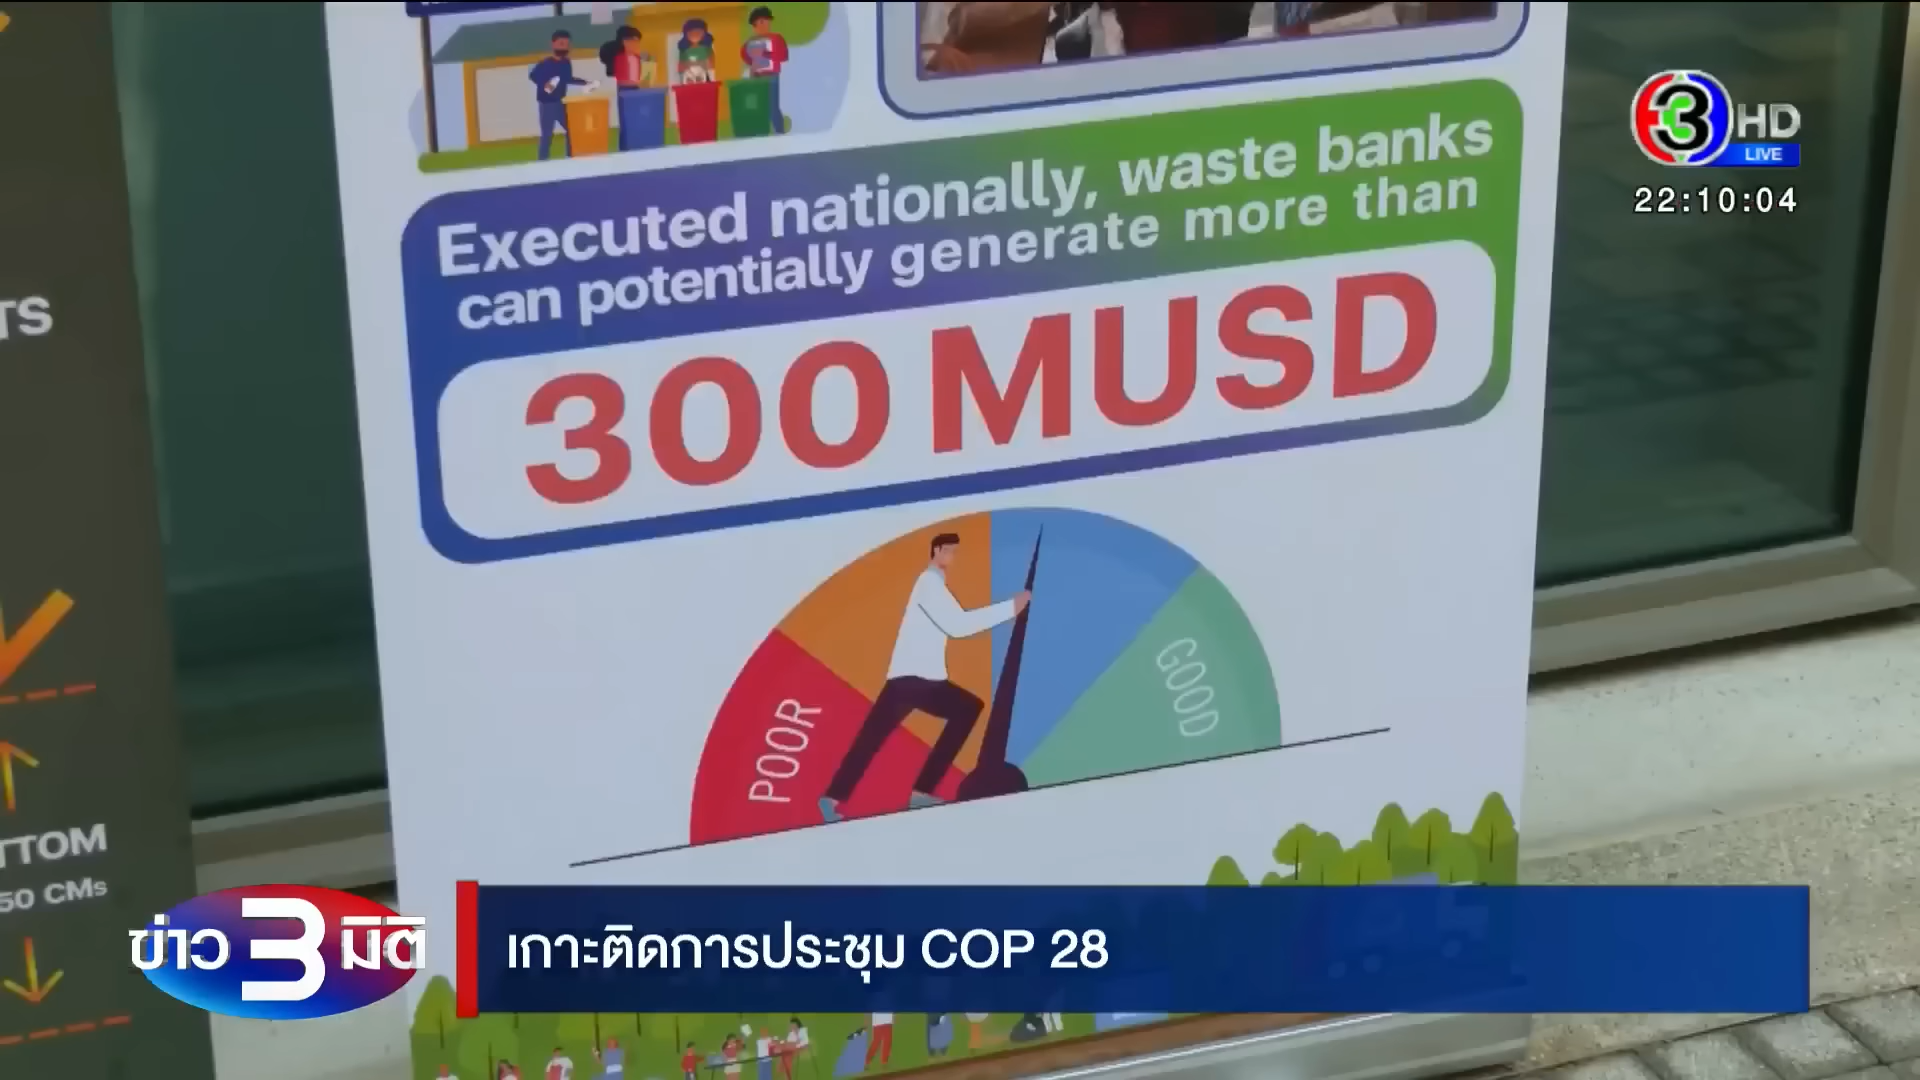 3 HD
LIVE
22:10:04
Executed nationally, waste banks
can potentially generate more than
300 MUSD
POOR
GOOD
TS
TTOM
50 CMs
ข่าว 3 มิติ
เกาะติดการประชุม COP 28